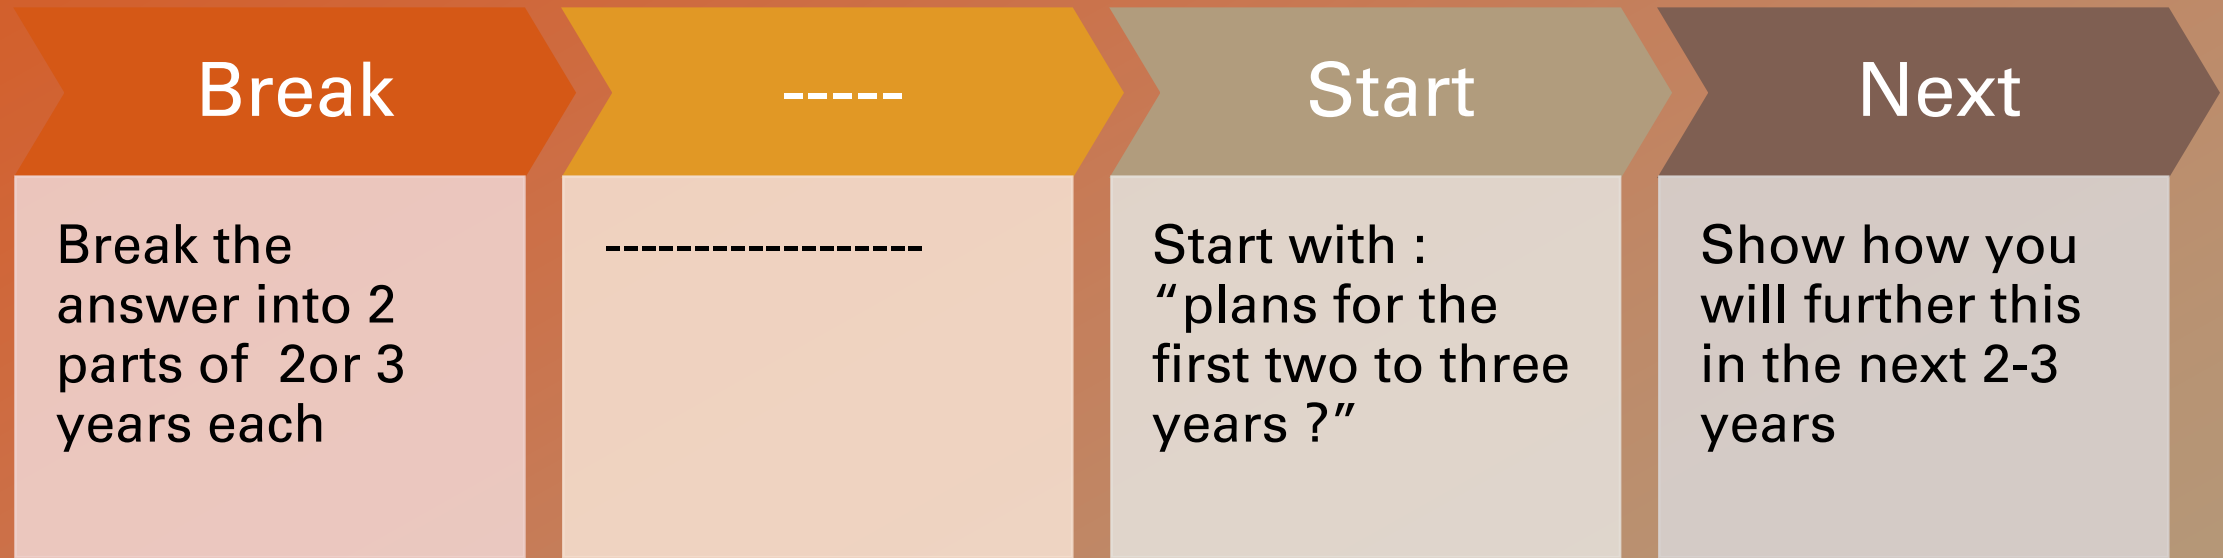 Break
Break the
answer into 2
parts of  2or 3
years each
-----
------------------
Start
Start with :
“plans for the
first two to three
years ?”
Next
Show how you
will further this
in the next 2-3
years